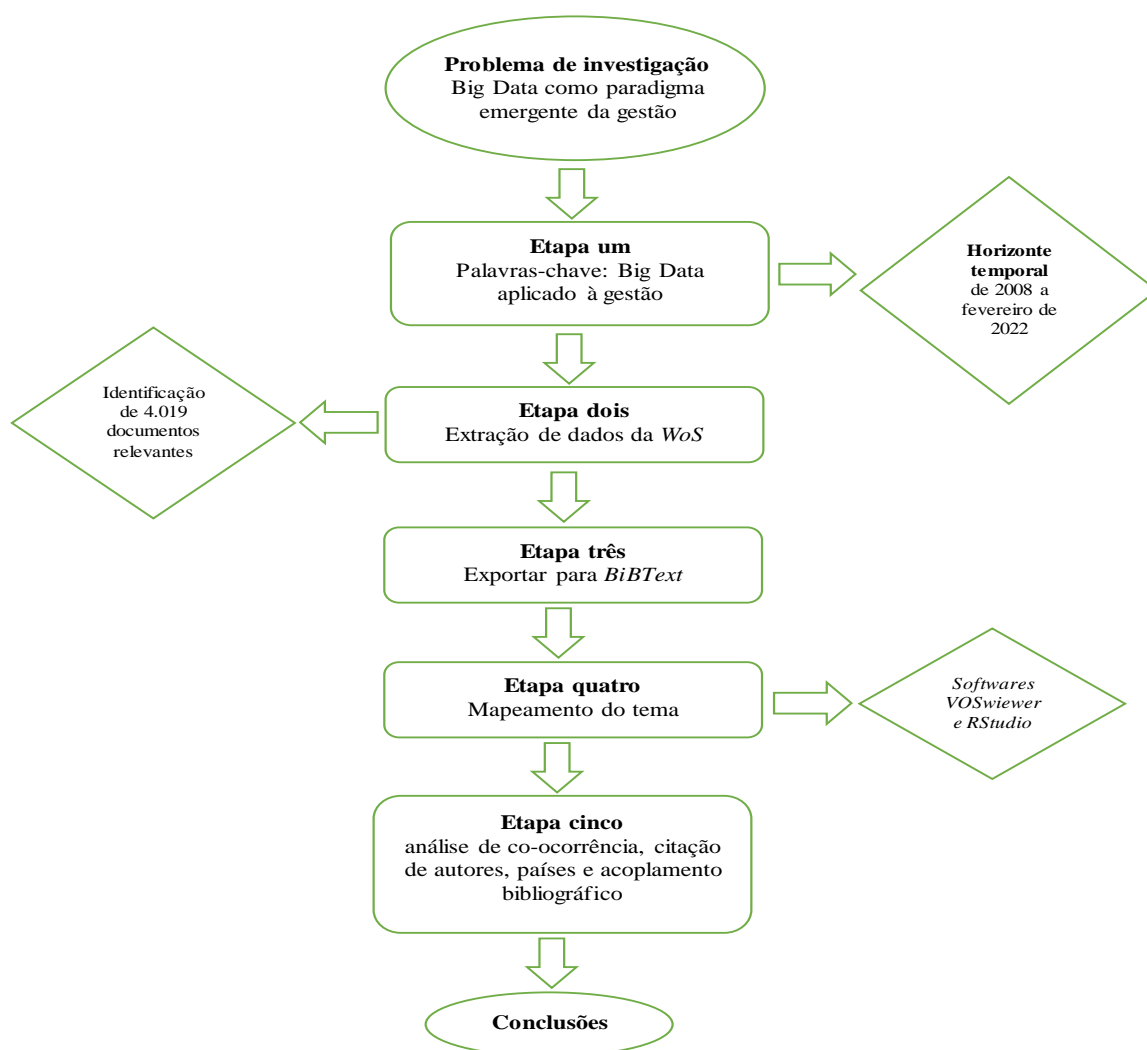 Problema de investigação
Big Data como paradigma
emergente da gestão
Etapa um
Palavras-chave: Big Data
aplicado à gestão
Horizonte
temporal
de 2008 a
fevereiro de
2022
Etapa dois
Extração de dados da WoS
Identificação
de 4.019
documentos
relevantes
Etapa três
Exportar para BiBText
Etapa quatro
Mapeamento do tema
Softwares
VOSwiewer
e RStudio
Etapa cinco
análise de co-ocorrência, citação
de autores, países e acoplamento
bibliográfico
Conclusões